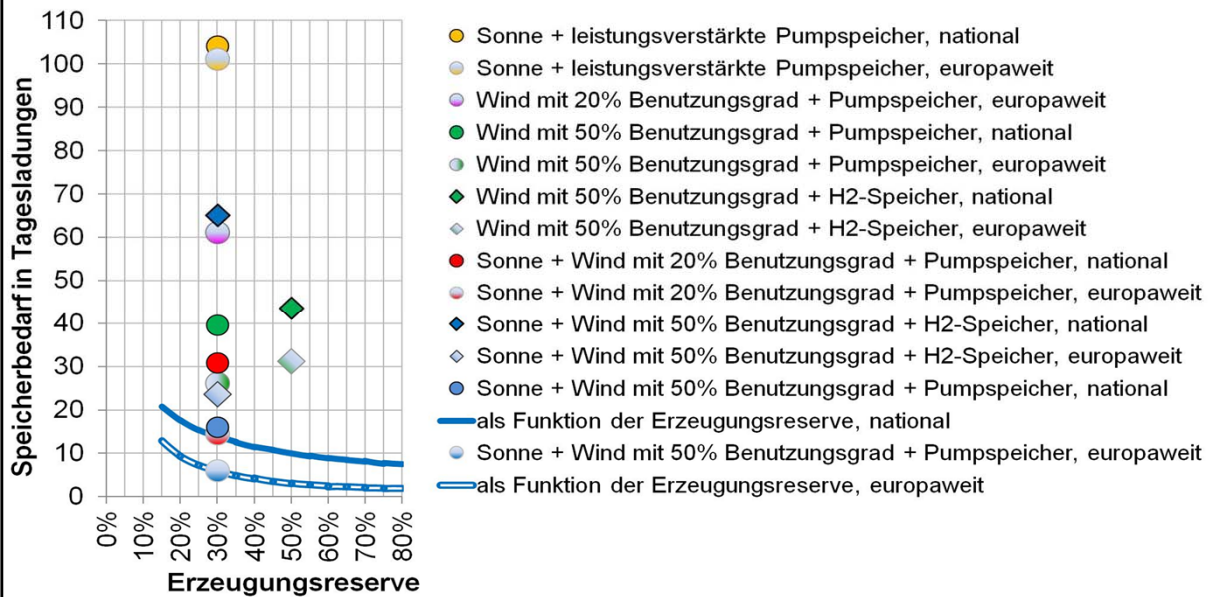 Speicherbedarf in Tagesladungen
110
100
90
80
70
60
50
40
30
20
10
0
0%
10%
20%
30%
40%
50%
60%
70%
80%
Erzeugungsreserve
Sonne + leistungsverstärkte Pumpspeicher, national
Sonne + leistungsverstärkte Pumpspeicher, europaweit
Wind mit 20% Benutzungsgrad + Pumpspeicher, europaweit
Wind mit 50% Benutzungsgrad + Pumpspeicher, national
Wind mit 50% Benutzungsgrad + Pumpspeicher, europaweit
Wind mit 50% Benutzungsgrad + H2-Speicher, national
Wind mit 50% Benutzungsgrad + H2-Speicher, europaweit
Sonne + Wind mit 20% Benutzungsgrad + Pumpspeicher, national
Sonne + Wind mit 20% Benutzungsgrad + Pumpspeicher, europaweit
Sonne + Wind mit 50% Benutzungsgrad + H2-Speicher, national
Sonne + Wind mit 50% Benutzungsgrad + H2-Speicher, europaweit
Sonne + Wind mit 50% Benutzungsgrad + Pumpspeicher, national
als Funktion der Erzeugungsreserve, national
Sonne + Wind mit 50% Benutzungsgrad + Pumpspeicher, europaweit
als Funktion der Erzeugungsreserve, europaweit